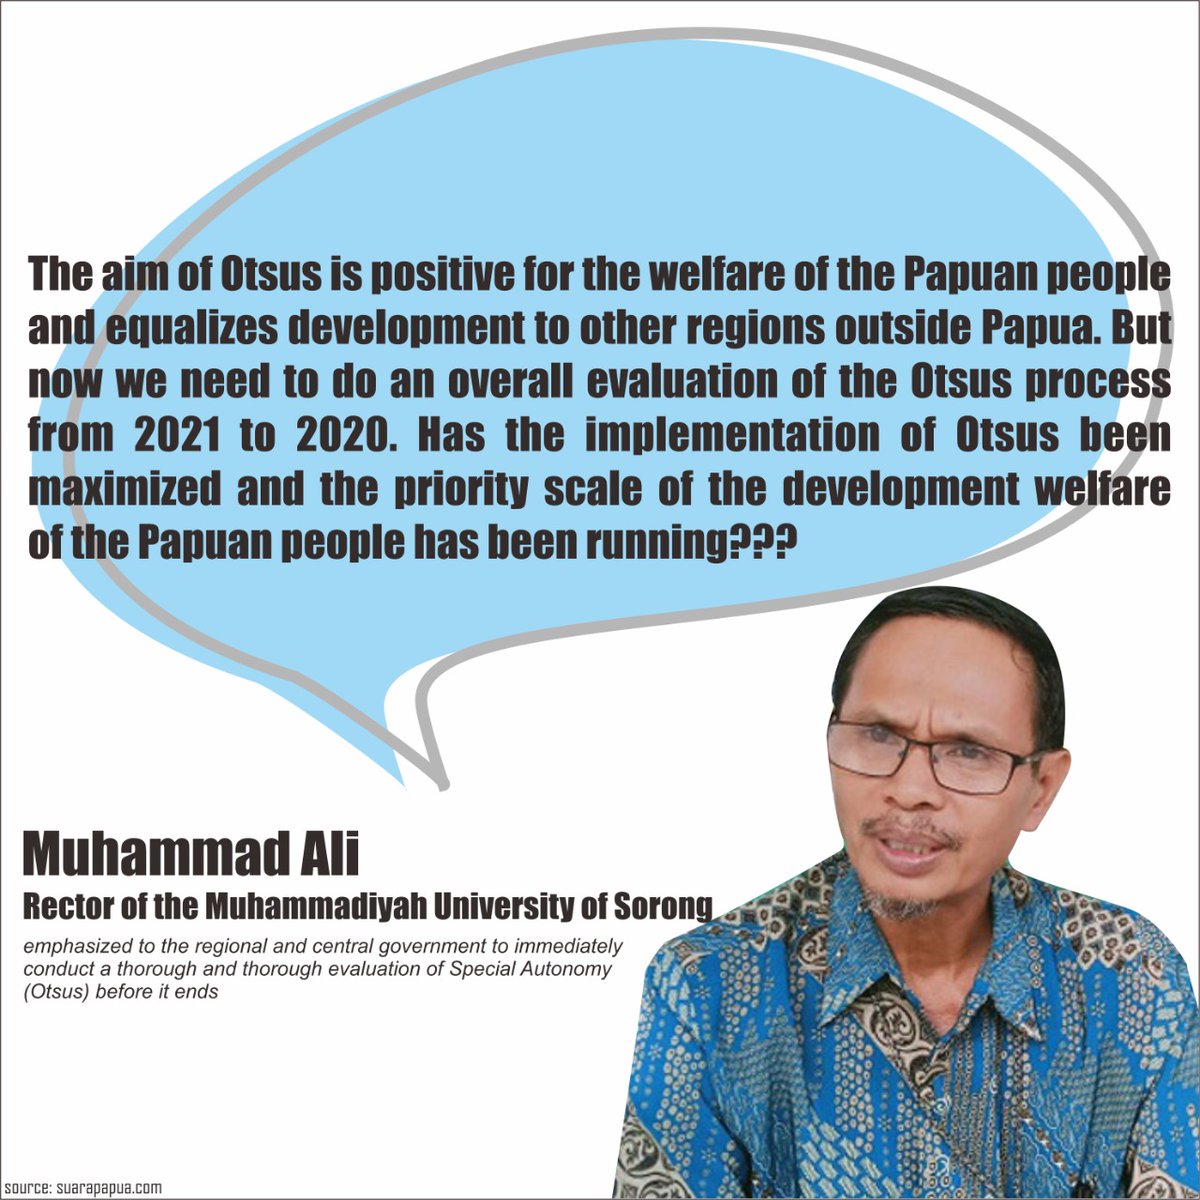 The aim of Otsus is positive for the welfare of the Papuan people
and equalizes development to other regions outside Papua. But
now we need to do an overall evaluation of the Otsus process
from 2021 to 2020. Has the implementation of Otsus been
maximized and the priority scale of the development welfare
of the Papuan people has been running???
Muhammad Ali
Rector of the Muhammadiyah University of Sorong
emphasized to the regional and central government to immediately
conduct a thorough and thorough evaluation of Special Autonomy
(Otsus) before it ends
source: suarapapua.com